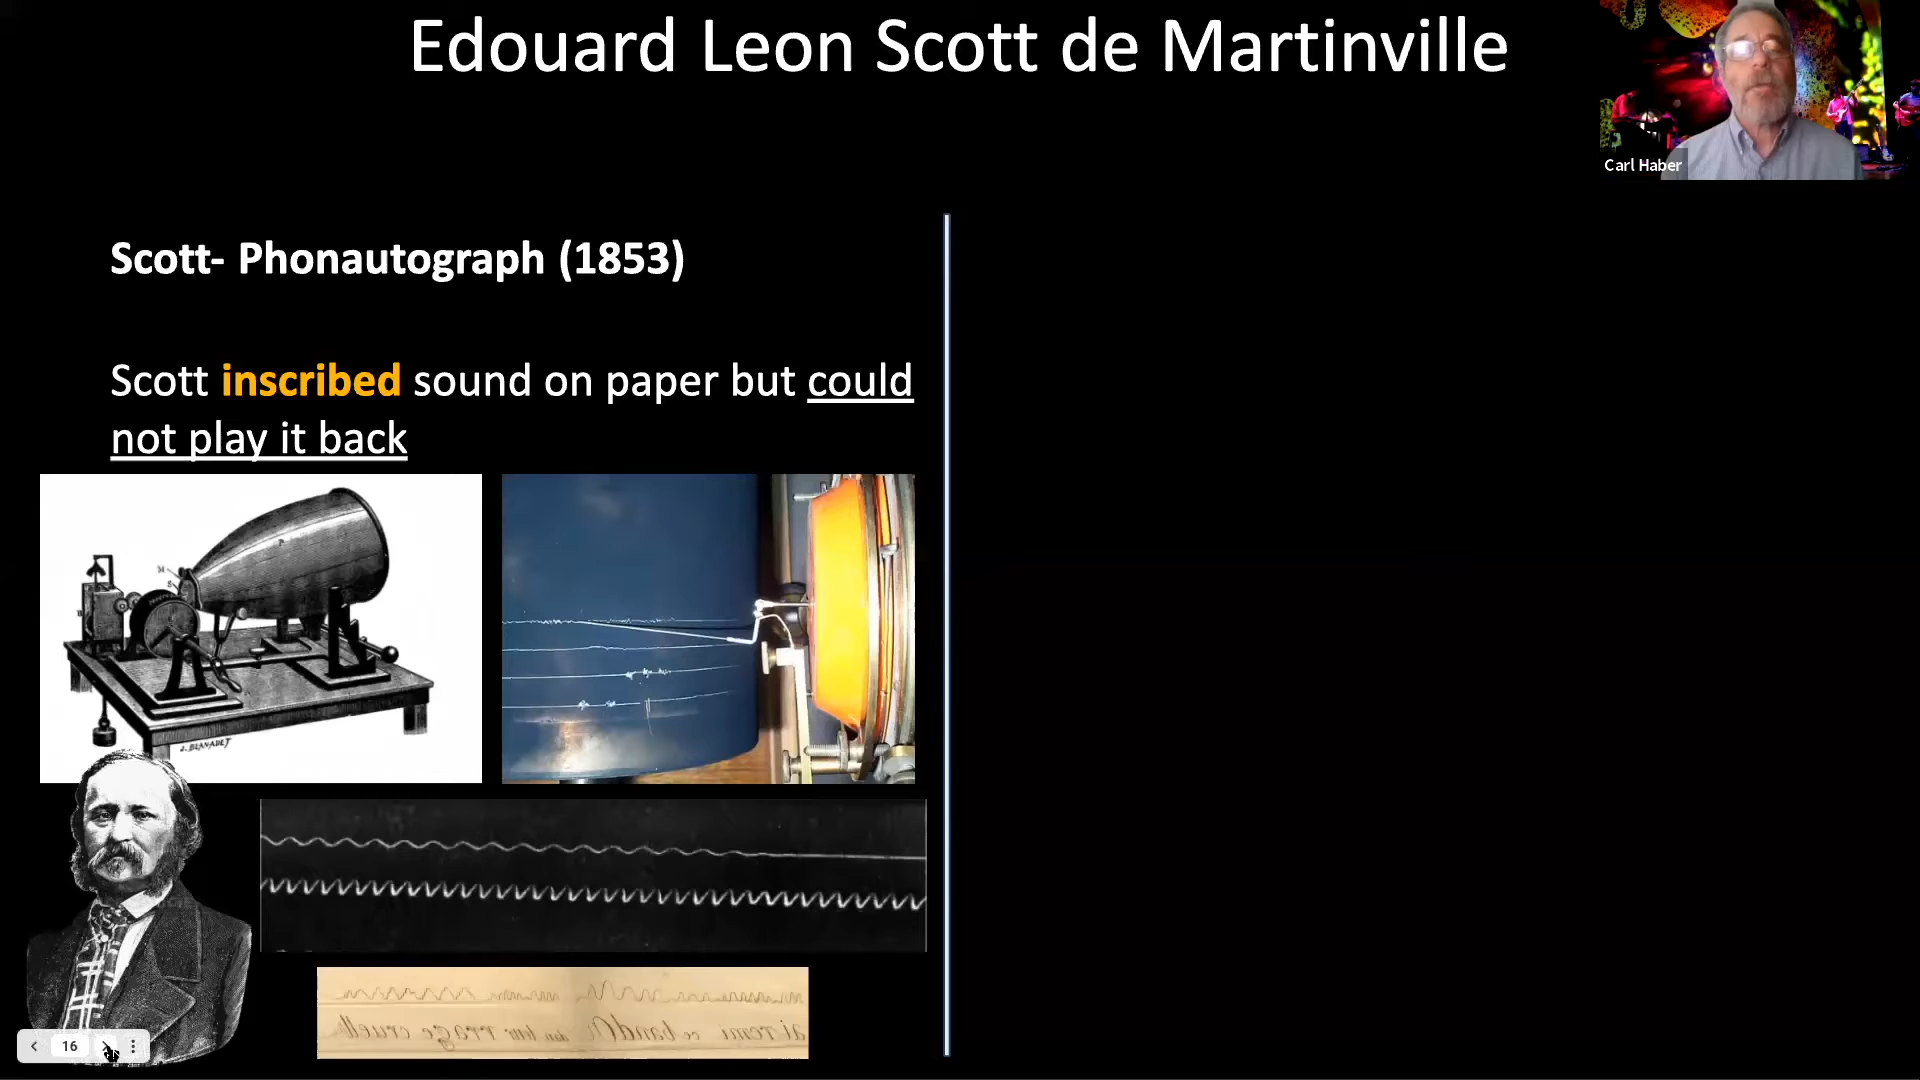 Edouard Leon Scott de Martinville
Carl Haber
Scott- Phonautograph (1853)
Scott inscribed sound on paper but could
not play it back
J. BLANADET
16